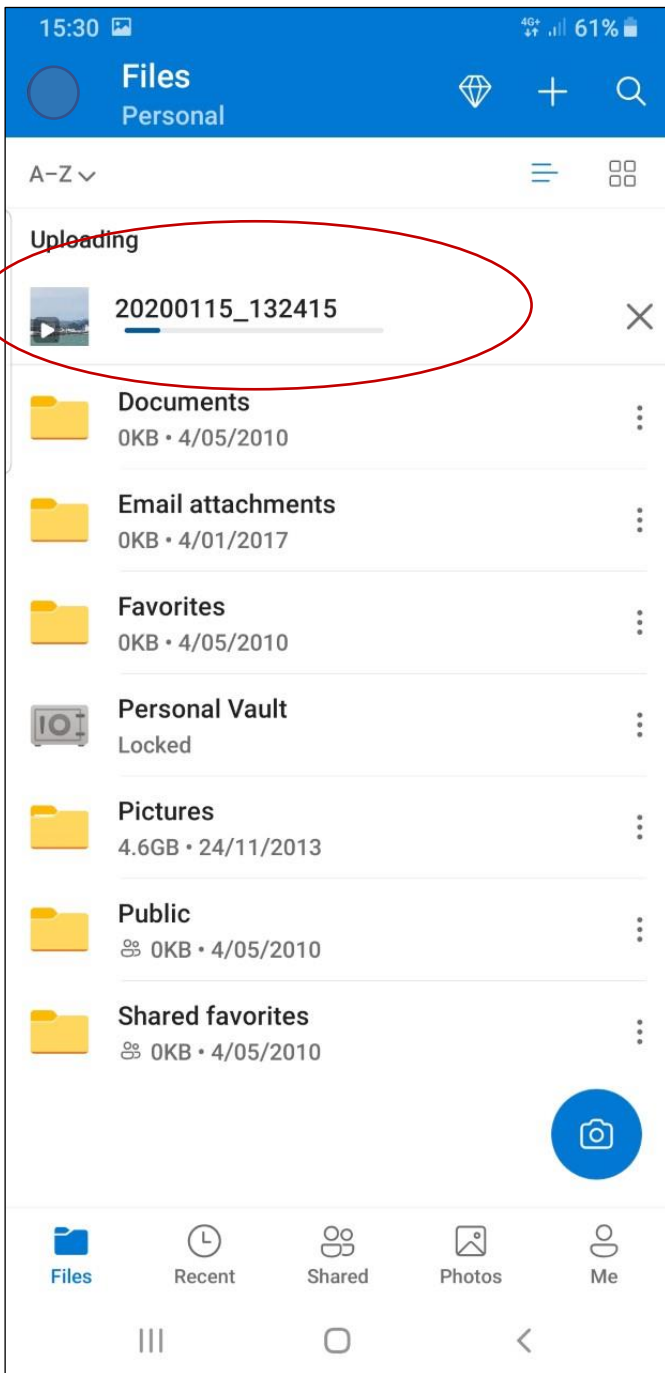 15:30 4G+ 61%
Files
Personal
A–Z
Uploading
20200115_132415
Documents
0KB • 4/05/2010
Email attachments
0KB • 4/01/2017
Favorites
0KB • 4/05/2010
Personal Vault
Locked
Pictures
4.6GB • 24/11/2013
Public
0KB • 4/05/2010
Shared favorites
0KB • 4/05/2010
Files Recent Shared Photos Me